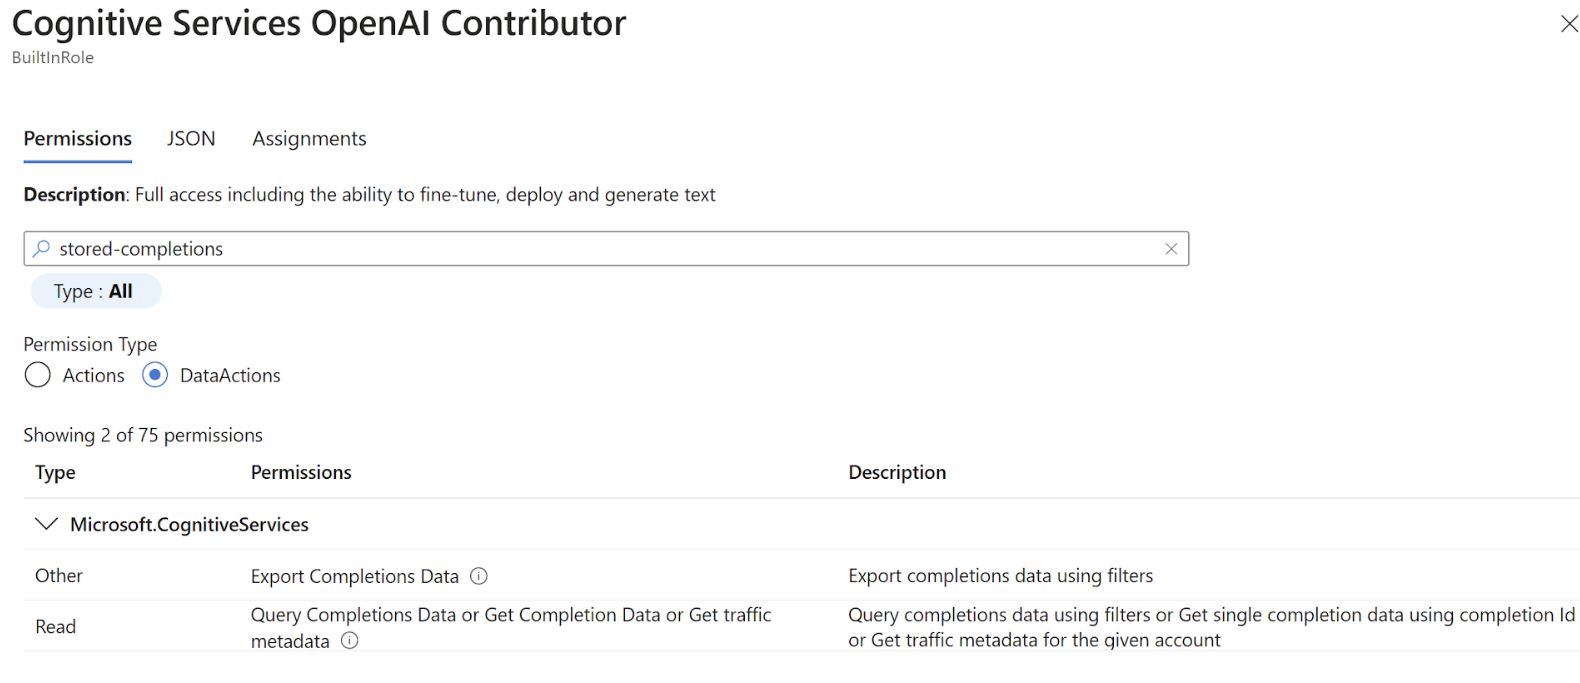 Cognitive Services OpenAI Contributor
BuiltInRole
Permissions JSON Assignments
Description: Full access including the ability to fine-tune, deploy and generate text
stored-completions
Type : All
Permission Type
Actions DataActions
Showing 2 of 75 permissions
Type Permissions Description
Microsoft.CognitiveServices
Other Export Completions Data Export completions data using filters
Read Query Completions Data or Get Completion Data or Get traffic Query completions data using filters or Get single completion data using completion Id
metadata or Get traffic metadata for the given account